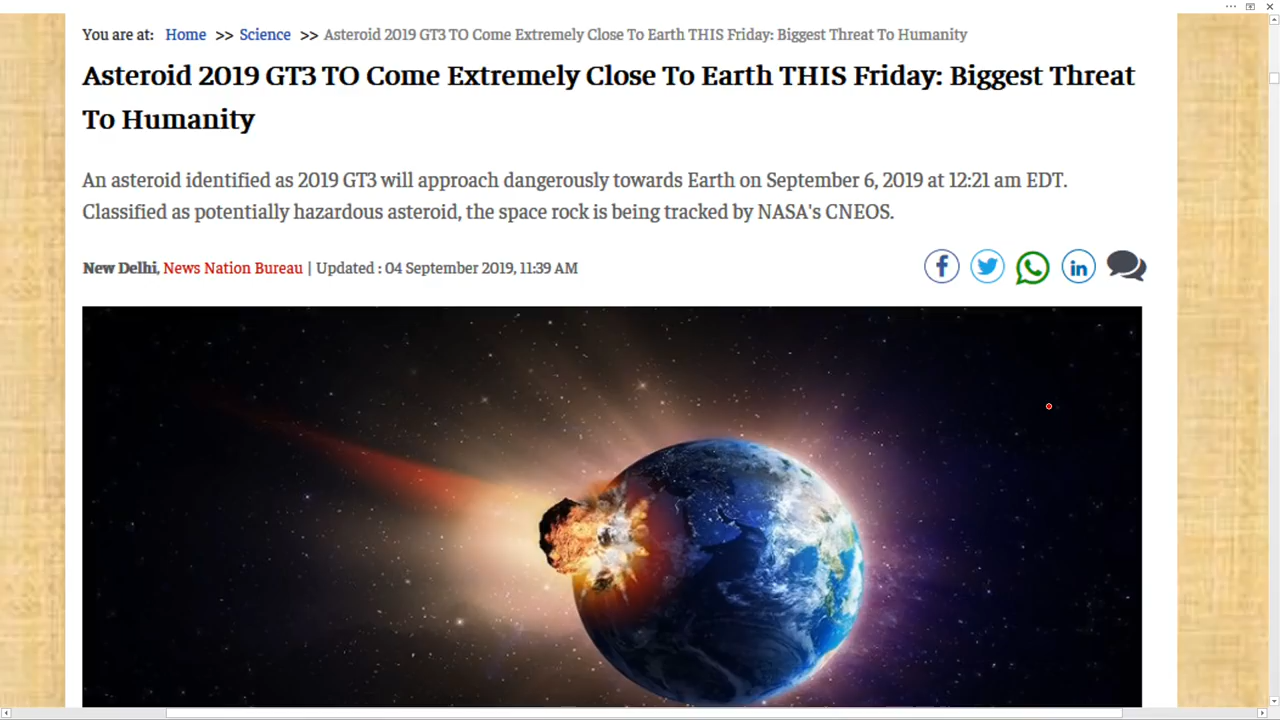 You are at: Home >> Science >> Asteroid 2019 GT3 TO Come Extremely Close To Earth THIS Friday: Biggest Threat To Humanity
Asteroid 2019 GT3 TO Come Extremely Close To Earth THIS Friday: Biggest Threat
To Humanity
An asteroid identified as 2019 GT3 will approach dangerously towards Earth on September 6, 2019 at 12:21 am EDT.
Classified as potentially hazardous asteroid, the space rock is being tracked by NASA's CNEOS.
New Delhi, News Nation Bureau | Updated : 04 September 2019, 11:39 AM